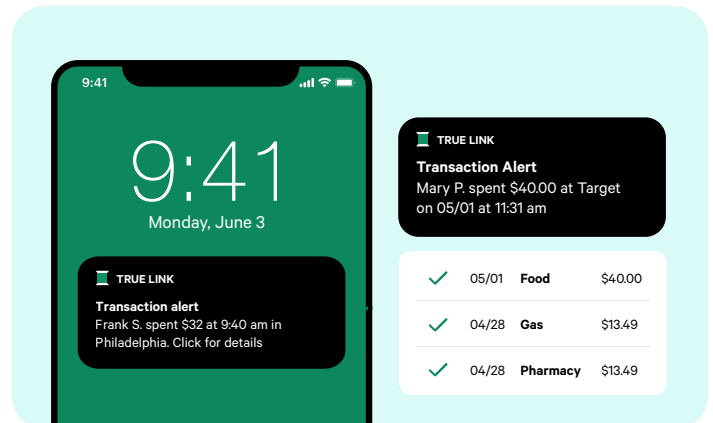 9:41
9:41
Monday, June 3
TRUE LINK
Transaction alert
Frank S. spent $32 at 9:40 am in
Philadelphia. Click for details
TRUE LINK
Transaction Alert
Mary P. spent $40.00 at Target
on 05/01 at 11:31 am
05/01 Food $40.00
04/28 Gas $13.49
04/28 Pharmacy $13.49